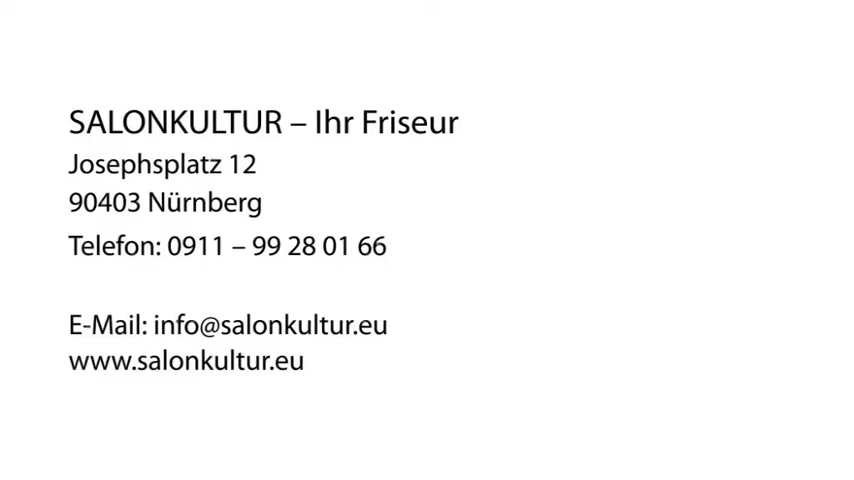 SALONKULTUR – Ihr Friseur
Josephsplatz 12
90403 Nürnberg
Telefon: 0911 – 99 28 01 66
E-Mail: info@salonkultur.eu
www.salonkultur.eu